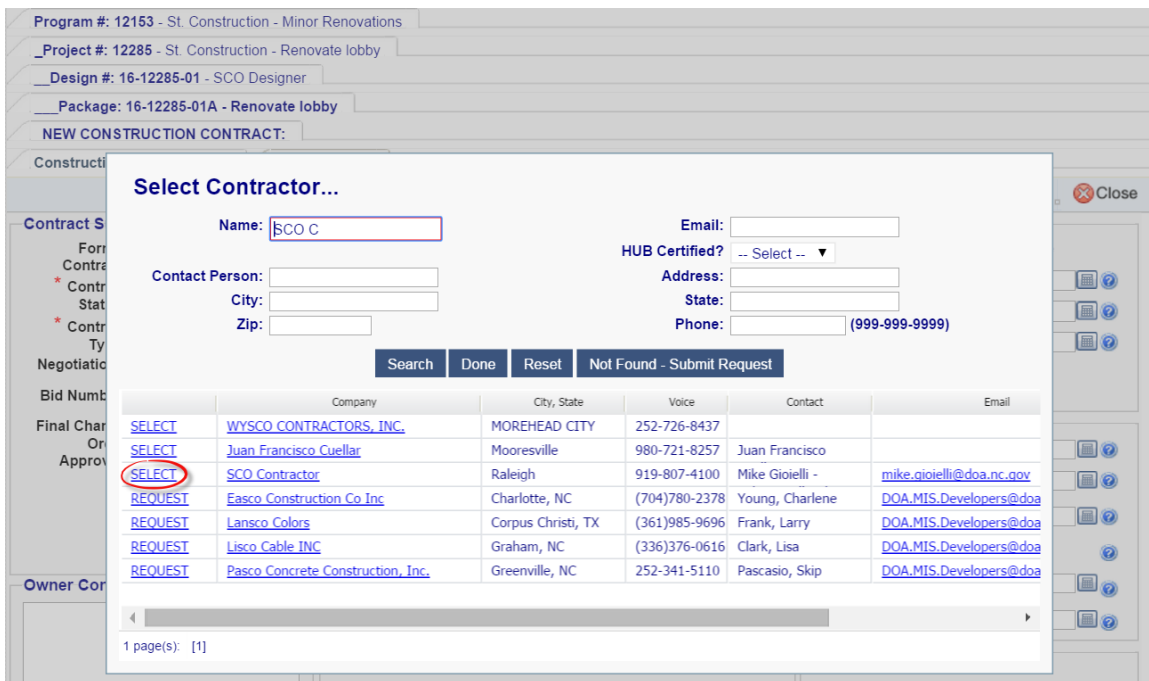 Program #: 12153 - St. Construction - Minor Renovations
_Project #: 12285 - St. Construction - Renovate lobby
__Design #: 16-12285-01 - SCO Designer
___Package: 16-12285-01A - Renovate lobby
NEW CONSTRUCTION CONTRACT:
Constructi
Close
Select Contractor...
Contract S
Name: SCO C Email:
HUB Certified? -- Select --
Contact Person: Address:
City: State:
Zip: Phone: (999-999-9999)
Form
Contra
* Contr
Stat
* Contr
Ty
Negotiatio
Bid Numb
Final Char
Or
Approv
Search Done Reset Not Found - Submit Request
Company City, State Voice Contact Email
SELECT WYSCO CONTRACTORS, INC. MOREHEAD CITY 252-726-8437
SELECT Juan Francisco Cuellar Mooresville 980-721-8257 Juan Francisco
SELECT SCO Contractor Raleigh 919-807-4100 Mike Gioielli - mike.gioielli@doa.nc.gov
REQUEST Easco Construction Co Inc Charlotte, NC (704)780-2378 Young, Charlene DOA.MIS.Developers@doa
REQUEST Lansco Colors Corpus Christi, TX (361)985-9696 Frank, Larry DOA.MIS.Developers@doa
REQUEST Lisco Cable INC Graham, NC (336)376-0616 Clark, Lisa DOA.MIS.Developers@doa
REQUEST Pasco Concrete Construction, Inc. Greenville, NC 252-341-5110 Pascasio, Skip DOA.MIS.Developers@doa
Owner Cor
1 page(s): [1]